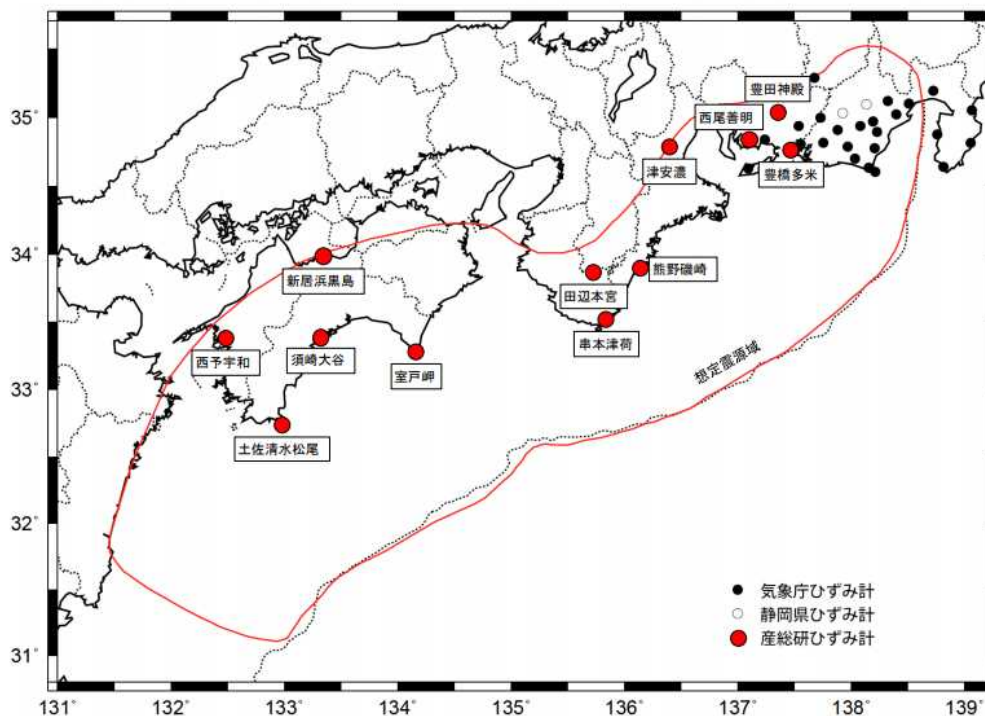 豊田神殿
西尾善明
津安濃
豊橋多米
新居浜黒島
田辺本宮
熊野磯崎
串本津荷
西予宇和
須崎大谷
室戸岬
土佐清水松尾
想定震源域
気象庁ひずみ計
静岡県ひずみ計
産総研ひずみ計
35°
34°
33°
32°
31°
131° 132° 133° 134° 135° 136° 137° 138° 139°